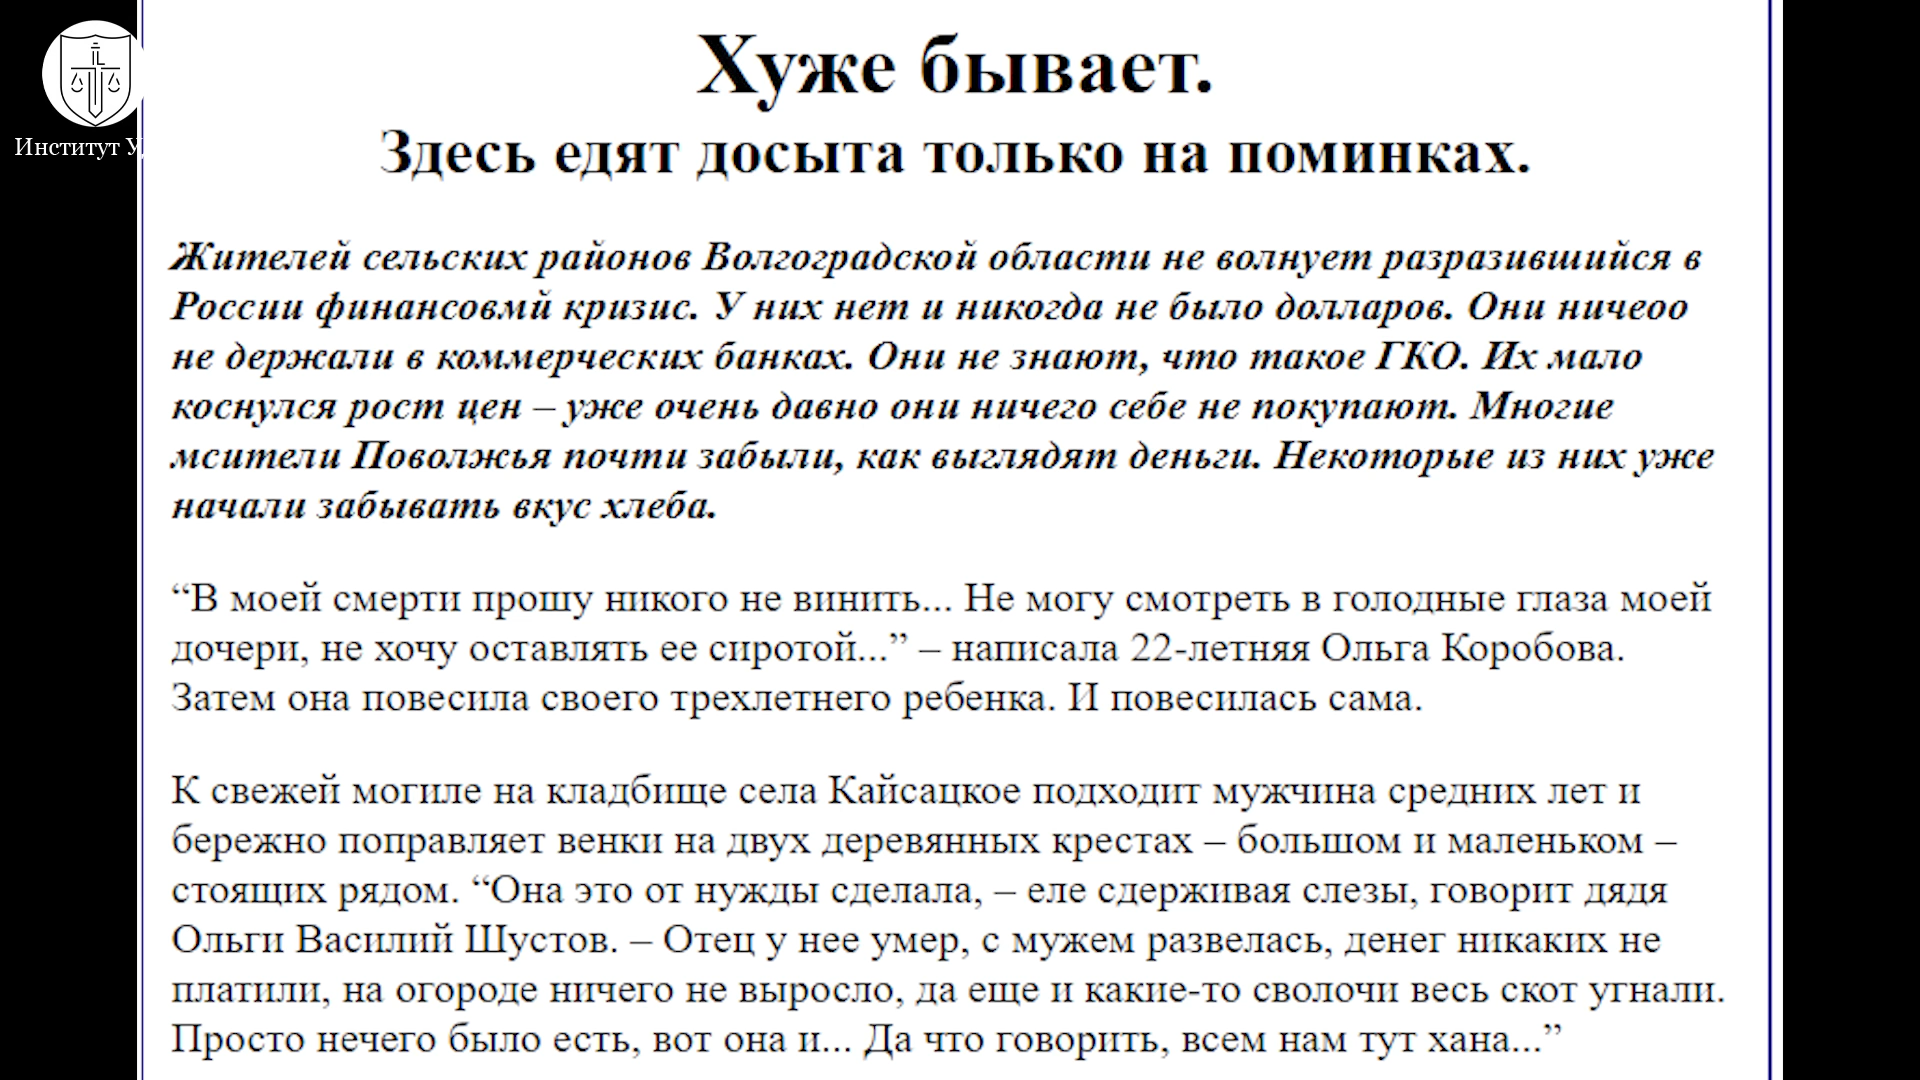 IL
Институт
Хуже бывает.
Здесь едят досыта только на поминках.
Жителей сельских районов Волгоградской области не волнует разразившийся в
России финансовмй кризис. У них нет и никогда не было долларов. Они ничеоо
не держали в коммерческих банках. Они не знают, что такое ГКО. Их мало
коснулся рост цен – уже очень давно они ничего себе не покупают. Многие
мсители Поволжья почти забыли, как выглядят деньги. Некоторые из них уже
начали забывать вкус хлеба.
“В моей смерти прошу никого не винить... Не могу смотреть в голодные глаза моей
дочери, не хочу оставлять ее сиротой...” – написала 22-летняя Ольга Коробова.
Затем она повесила своего трехлетнего ребенка. И повесилась сама.
К свежей могиле на кладбище села Кайсацкое подходит мужчина средних лет и
бережно поправляет венки на двух деревянных крестах – большом и маленьком –
стоящих рядом. “Она это от нужды сделала, – еле сдерживая слезы, говорит дядя
Ольги Василий Шустов. – Отец у нее умер, с мужем развелась, денег никаких не
платили, на огороде ничего не выросло, да еще и какие-то сволочи весь скот угнали.
Просто нечего было есть, вот она и... Да что говорить, всем нам тут хана...”